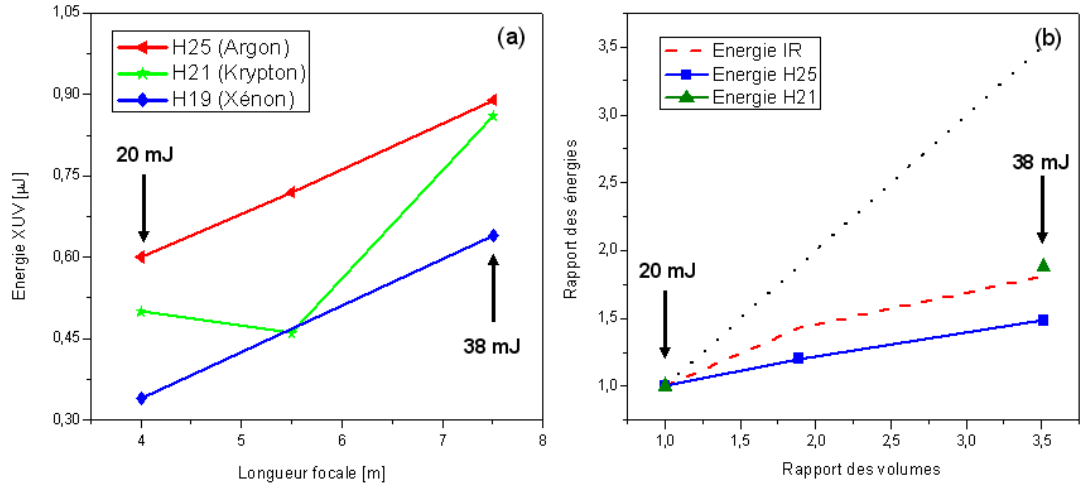 (a)
H25 (Argon)
H21 (Krypton)
H19 (Xénon)
20 mJ
38 mJ
1,05
0,90
0,75
0,60
0,45
0,30
Energie XUV [µJ]
4 5 6 7 8
Longueur focale [m]
(b)
Energie IR
Energie H25
Energie H21
38 mJ
20 mJ
3,5
3,0
2,5
2,0
1,5
1,0
Rapport des énergies
1,0 1,5 2,0 2,5 3,0 3,5
Rapport des volumes